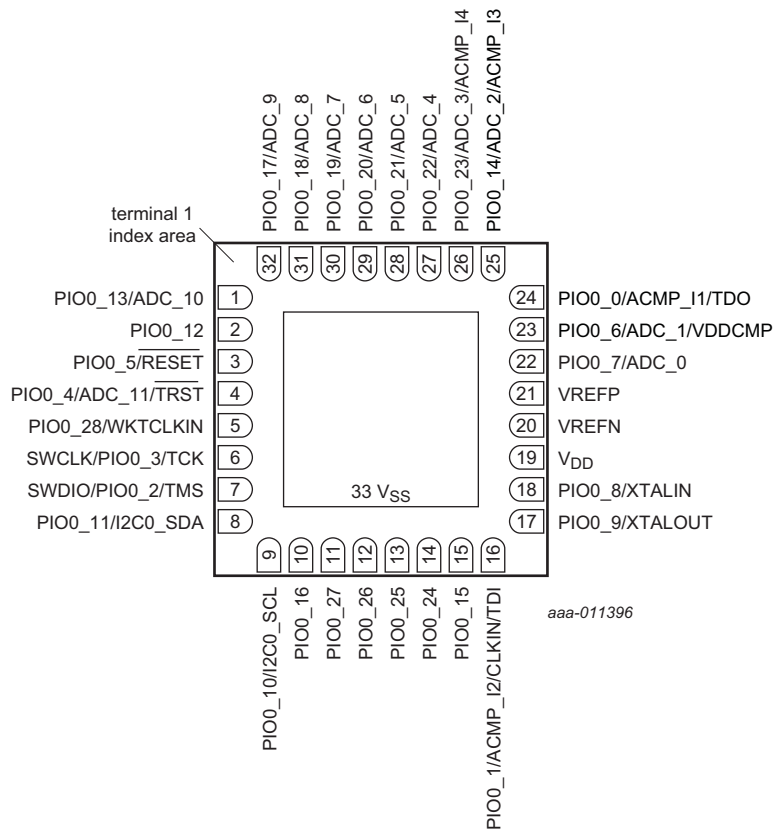 PIO0_17/ADC_9
PIO0_18/ADC_8
PIO0_19/ADC_7
PIO0_20/ADC_6
PIO0_21/ADC_5
PIO0_22/ADC_4
PIO0_23/ADC_3/ACMP_I4
PIO0_14/ADC_2/ACMP_I3
terminal 1
index area
32
31
30
29
28
27
26
25
PIO0_13/ADC_10 1
PIO0_12 2
PIO0_5/RESET 3
PIO0_4/ADC_11/TRST 4
PIO0_28/WKTCLKIN 5
SWCLK/PIO0_3/TCK 6
SWDIO/PIO0_2/TMS 7
PIO0_11/I2C0_SDA 8
24 PIO0_0/ACMP_I1/TDO
23 PIO0_6/ADC_1/VDDCMP
22 PIO0_7/ADC_0
21 VREFP
20 VREFN
19 VDD
18 PIO0_8/XTALIN
17 PIO0_9/XTALOUT
33 VSS
9
10
11
12
13
14
15
16
PIO0_10/I2C0_SCL
PIO0_16
PIO0_27
PIO0_26
PIO0_25
PIO0_24
PIO0_15
PIO0_1/ACMP_I2/CLKIN/TDI
aaa-011396